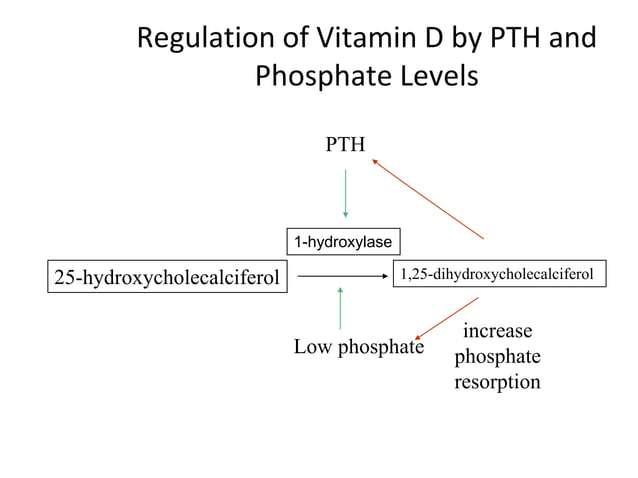 Regulation of Vitamin D by PTH and
Phosphate Levels
PTH
1-hydroxylase
25-hydroxycholecalciferol
1,25-dihydroxycholecalciferol
Low phosphate
increase
phosphate
resorption